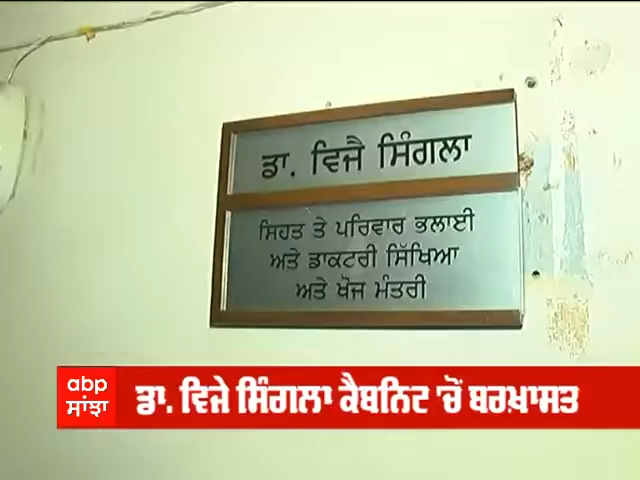 ਡਾ. ਵਿਜੈ ਸਿੰਗਲਾ
ਸਿਹਤ ਤੇ ਪਰਿਵਾਰ ਭਲਾਈ
ਅਤੇ ਡਾਕਟਰੀ ਸਿੱਖਿਆ
ਅਤੇ ਖੋਜ ਮੰਤਰੀ
abp
ਸਾਂਝਾ
ਡਾ. ਵਿਜੇ ਸਿੰਗਲਾ ਕੈਬਨਿਟ 'ਚੋਂ ਬਰਖ਼ਾਸਤ